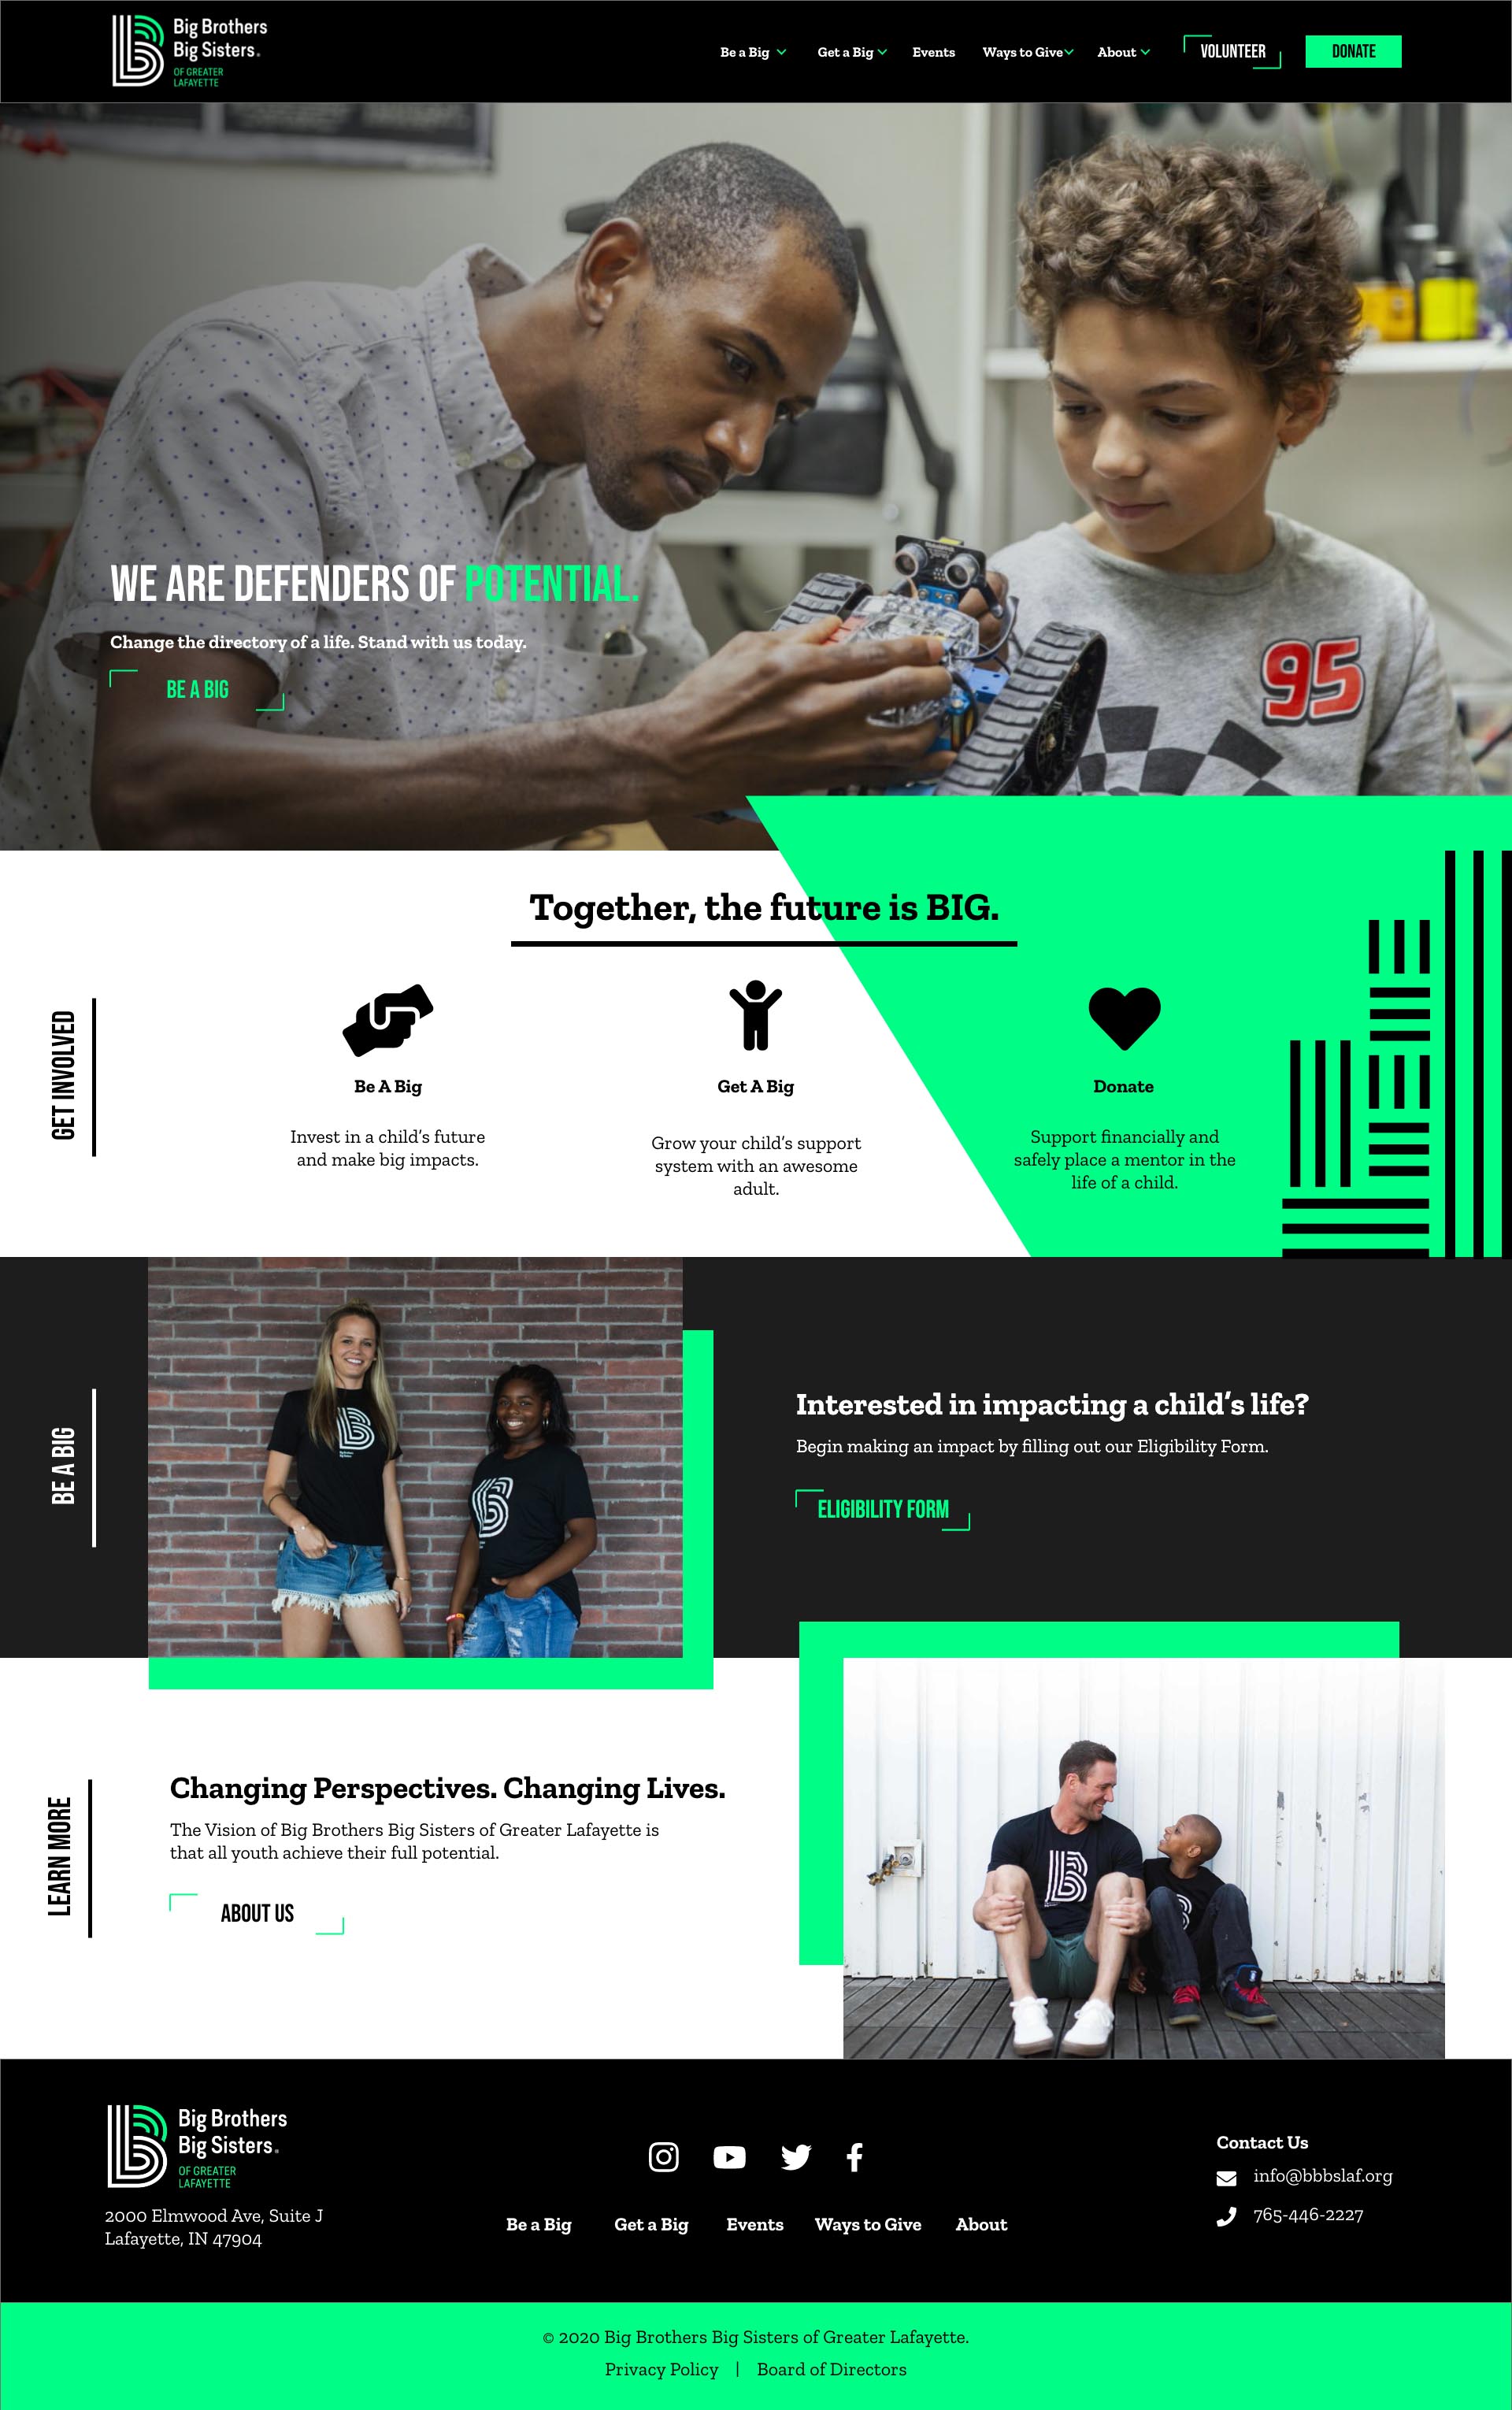 Big Brothers
Big Sisters.
OF GREATER
LAFAYETTE
Be a Big
Get a Big
Events
Ways to Give
About
VOLUNTEER
DONATE
WE ARE DEFENDERS OF POTENTIAL.
Change the directory of a life. Stand with us today.
BE A BIG
95
Together, the future is BIG.
GET INVOLVED
Be A Big
Invest in a child's future
and make big impacts.
Get A Big
Grow your child's support
system with an awesome
adult.
Donate
Support financially and
safely place a mentor in the
life of a child.
BE A BIG
Interested in impacting a child's life?
Begin making an impact by filling out our Eligibility Form.
ELIGIBILITY FORM
LEARN MORE
Changing Perspectives. Changing Lives.
The Vision of Big Brothers Big Sisters of Greater Lafayette is
that all youth achieve their full potential.
ABOUT US
Big Brothers
Big Sisters.
OF GREATER
LAFAYETTE
2000 Elmwood Ave, Suite J
Lafayette, IN 47904
Be a Big
Get a Big
Events
Ways to Give
About
Contact Us
info@bbbslaf.org
765-446-2227
© 2020 Big Brothers Big Sisters of Greater Lafayette.
Privacy Policy | Board of Directors